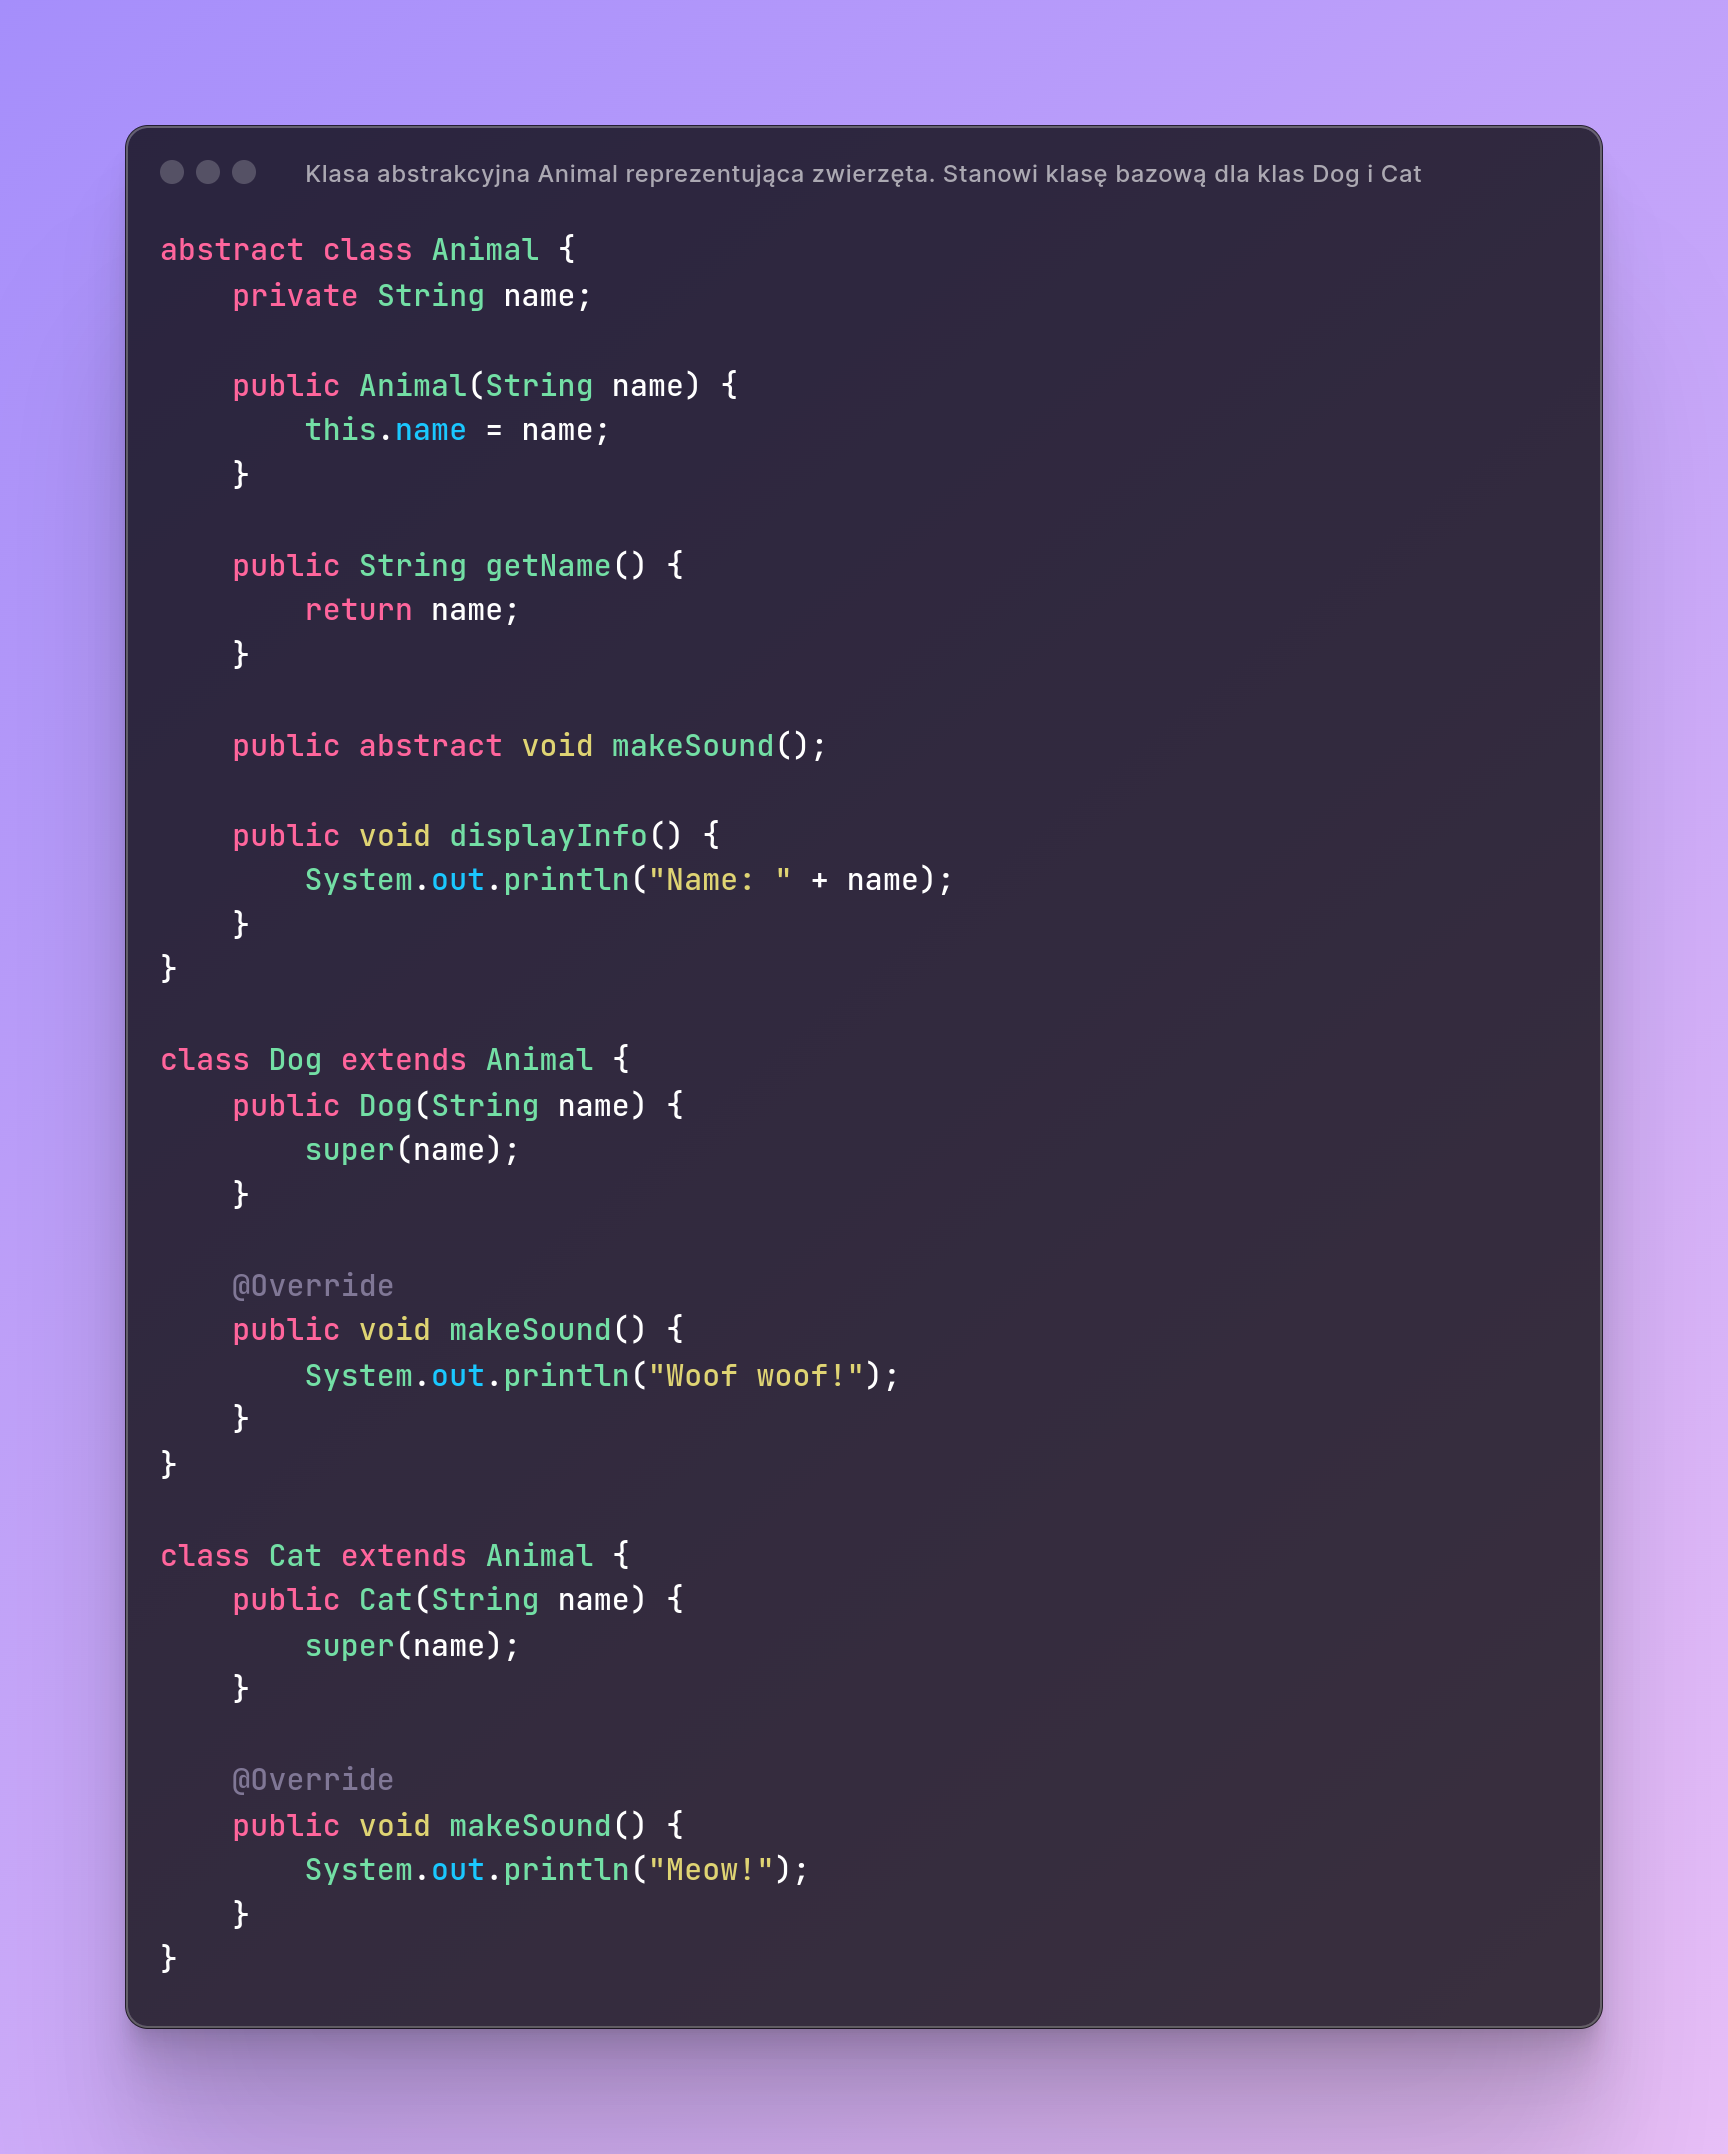 Klasa abstrakcyjna Animal reprezentująca zwierzęta. Stanowi klasę bazową dla klas Dog i Cat
abstract class Animal {
    private String name;

    public Animal(String name) {
        this.name = name;
    }

    public String getName() {
        return name;
    }

    public abstract void makeSound();

    public void displayInfo() {
        System.out.println("Name: " + name);
    }
}

class Dog extends Animal {
    public Dog(String name) {
        super(name);
    }

    @Override
    public void makeSound() {
        System.out.println("Woof woof!");
    }
}

class Cat extends Animal {
    public Cat(String name) {
        super(name);
    }

    @Override
    public void makeSound() {
        System.out.println("Meow!");
    }
}